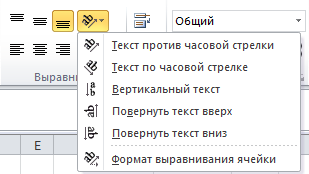 Общий
Текст против часовой стрелки
Текст по часовой стрелке
Вертикальный текст
Повернуть текст вверх
Повернуть текст вниз
Формат выравнивания ячейки
Выравн
E